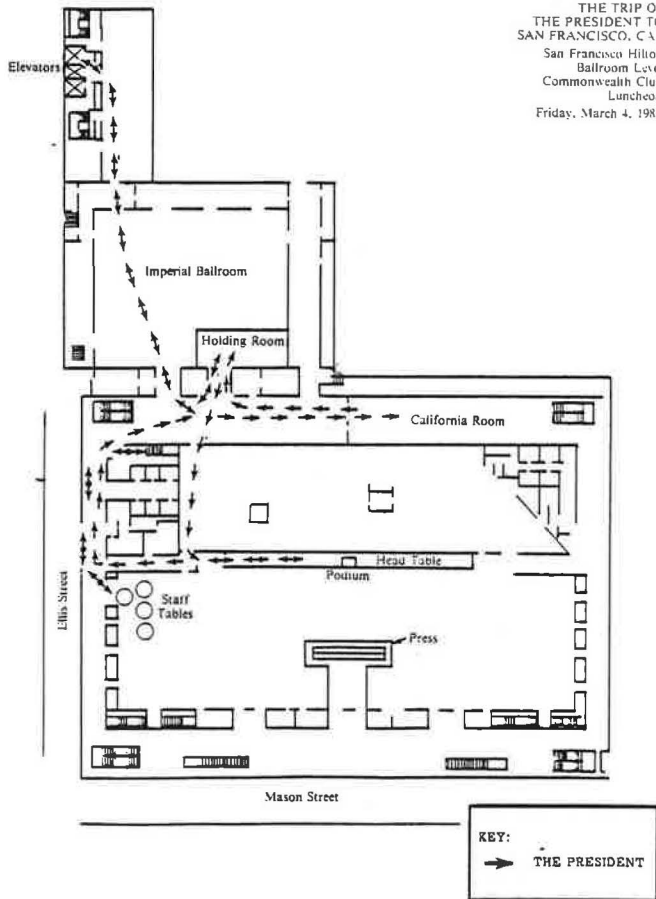 THE TRIP O
THE PRESIDENT TO
SAN FRANCISCO, CA
San Francisco Hilto
Ballroom Leve
Commonwealth Clu
Luncheo
Friday, March 4, 198
Elevators
Imperial Ballroom
Holding Room
California Room
Head Table
Podium
Staff
Tables
Ellis Street
Press
Mason Street
KEY:
THE PRESIDENT